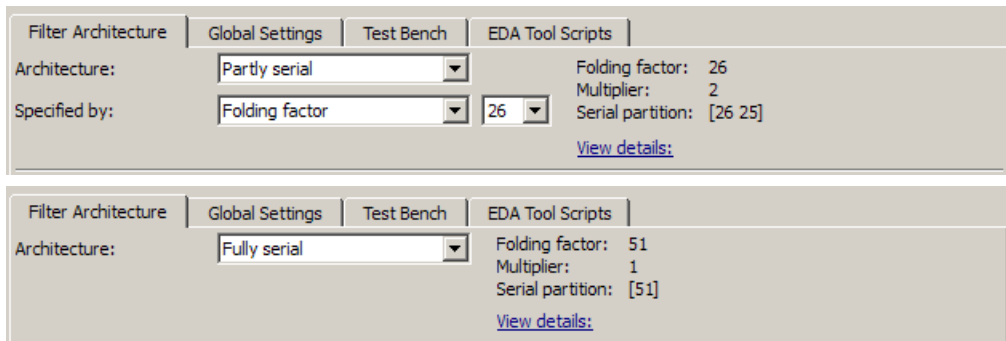 Filter Architecture Global Settings Test Bench EDA Tool Scripts
Architecture: Partly serial Folding factor: 26
Multiplier: 2
Specified by: Folding factor 26 Serial partition: [26 25]
View details:
Filter Architecture Global Settings Test Bench EDA Tool Scripts
Architecture: Fully serial Folding factor: 51
Multiplier: 1
Serial partition: [51]
View details: